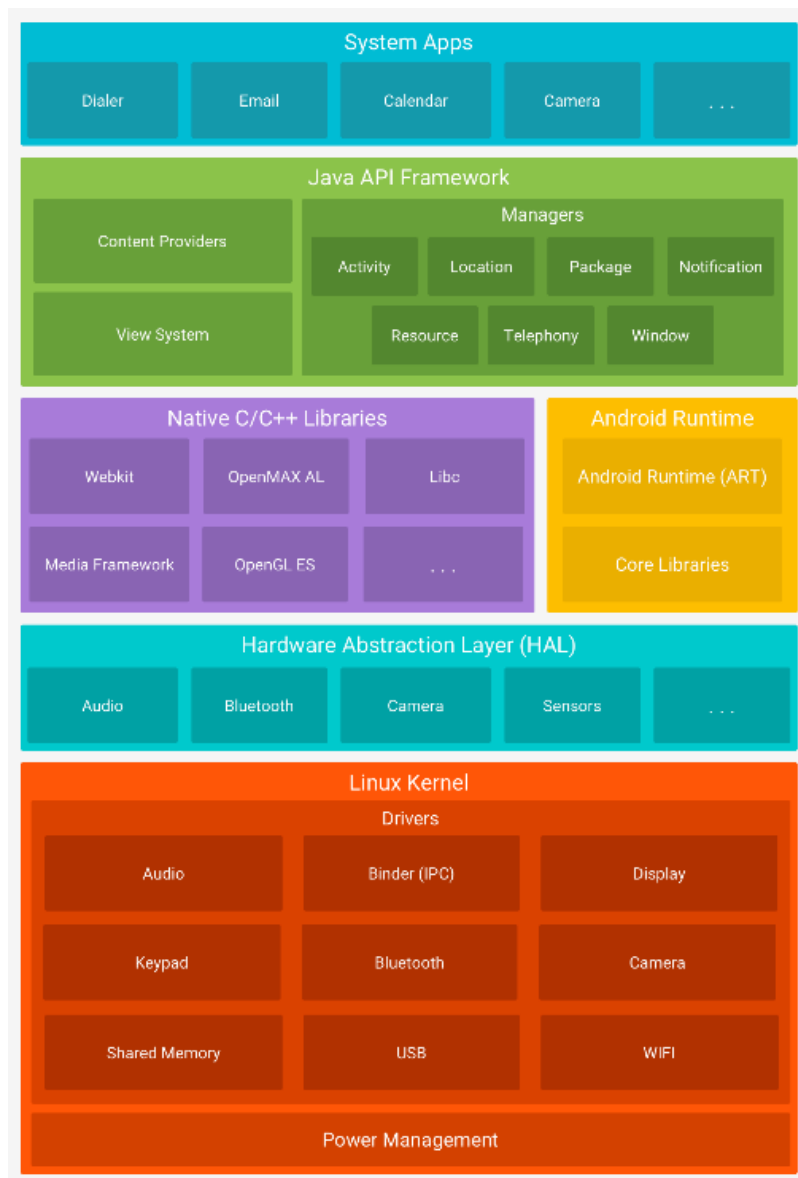 System Apps
Dialer
Email
Calendar
Camera
. . .
Java API Framework
Content Providers
View System
Managers
Activity
Location
Package
Notification
Resource
Telephony
Window
Native C/C++ Libraries
Webkit
OpenMAX AL
Libc
Media Framework
OpenGL ES
. . .
Android Runtime
Android Runtime (ART)
Core Libraries
Hardware Abstraction Layer (HAL)
Audio
Bluetooth
Camera
Sensors
. . .
Linux Kernel
Drivers
Audio
Binder (IPC)
Display
Keypad
Bluetooth
Camera
Shared Memory
USB
WIFI
Power Management